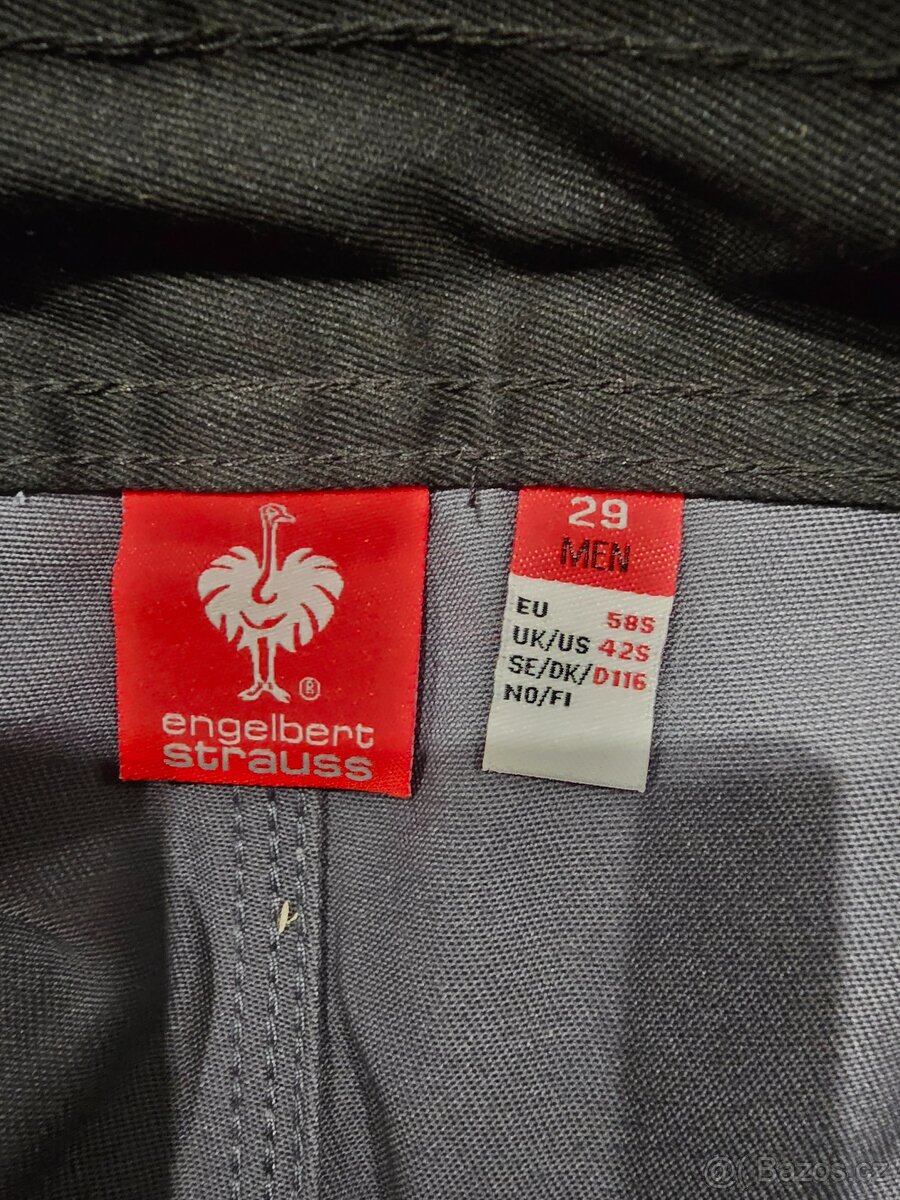 engelbert
strauss
®
29
MEN
EU 58S
UK/US 42S
SE/DK/ D116
NO/FI
@ Bazos.cz